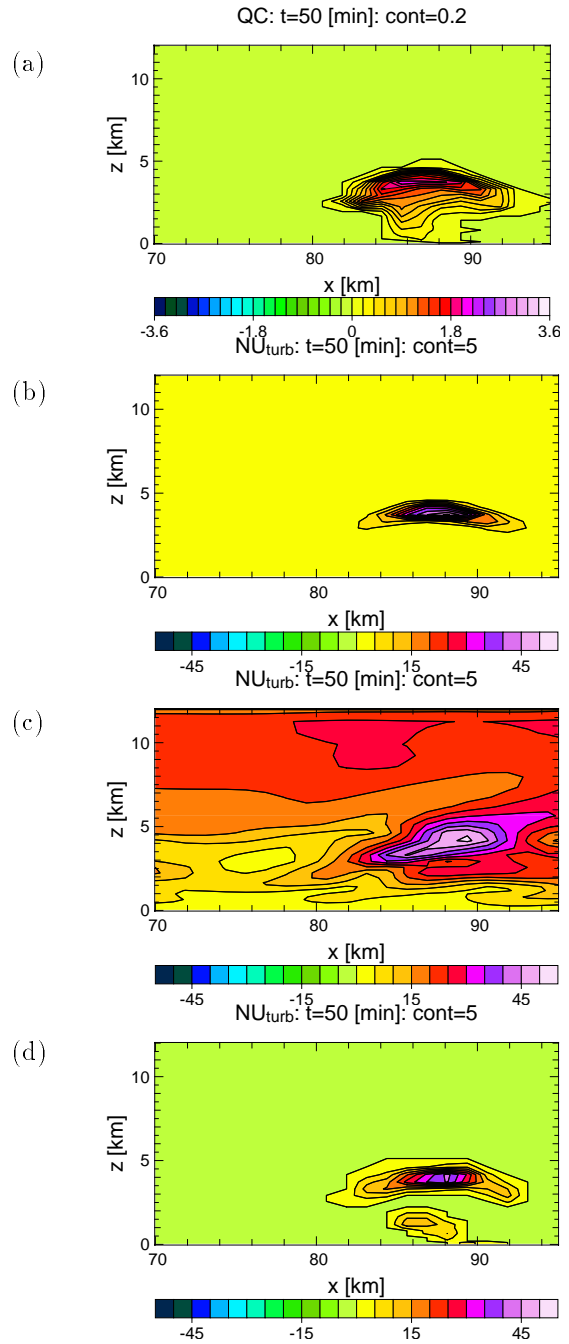 QC: t=50 [min]: cont=0.2
(a)
z [km]
10
5
0
70 80 90
x [km]
-3.6 -1.8 0 1.8 3.6
NUturb: t=50 [min]: cont=5
(b)
z [km]
10
5
0
70 80 90
x [km]
-45 -15 15 45
NUturb: t=50 [min]: cont=5
(c)
z [km]
10
5
0
70 80 90
x [km]
-45 -15 15 45
NUturb: t=50 [min]: cont=5
(d)
z [km]
10
5
0
70 80 90
x [km]
-45 -15 15 45